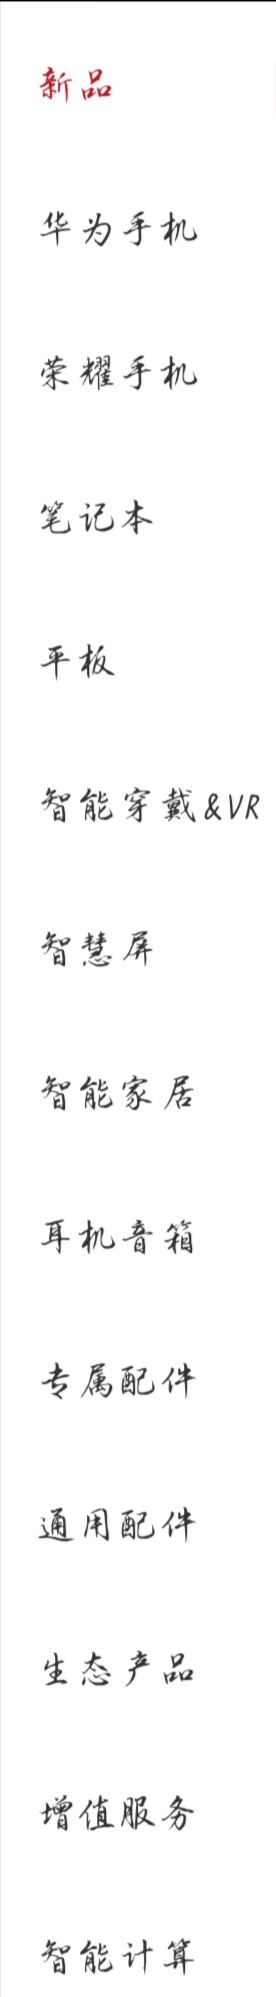 新品
华为手机
荣耀手机
笔记本
平板
智能穿戴&VR
智慧屏
智能家居
耳机音箱
专属配件
通用配件
生态产品
增值服务
智能计算